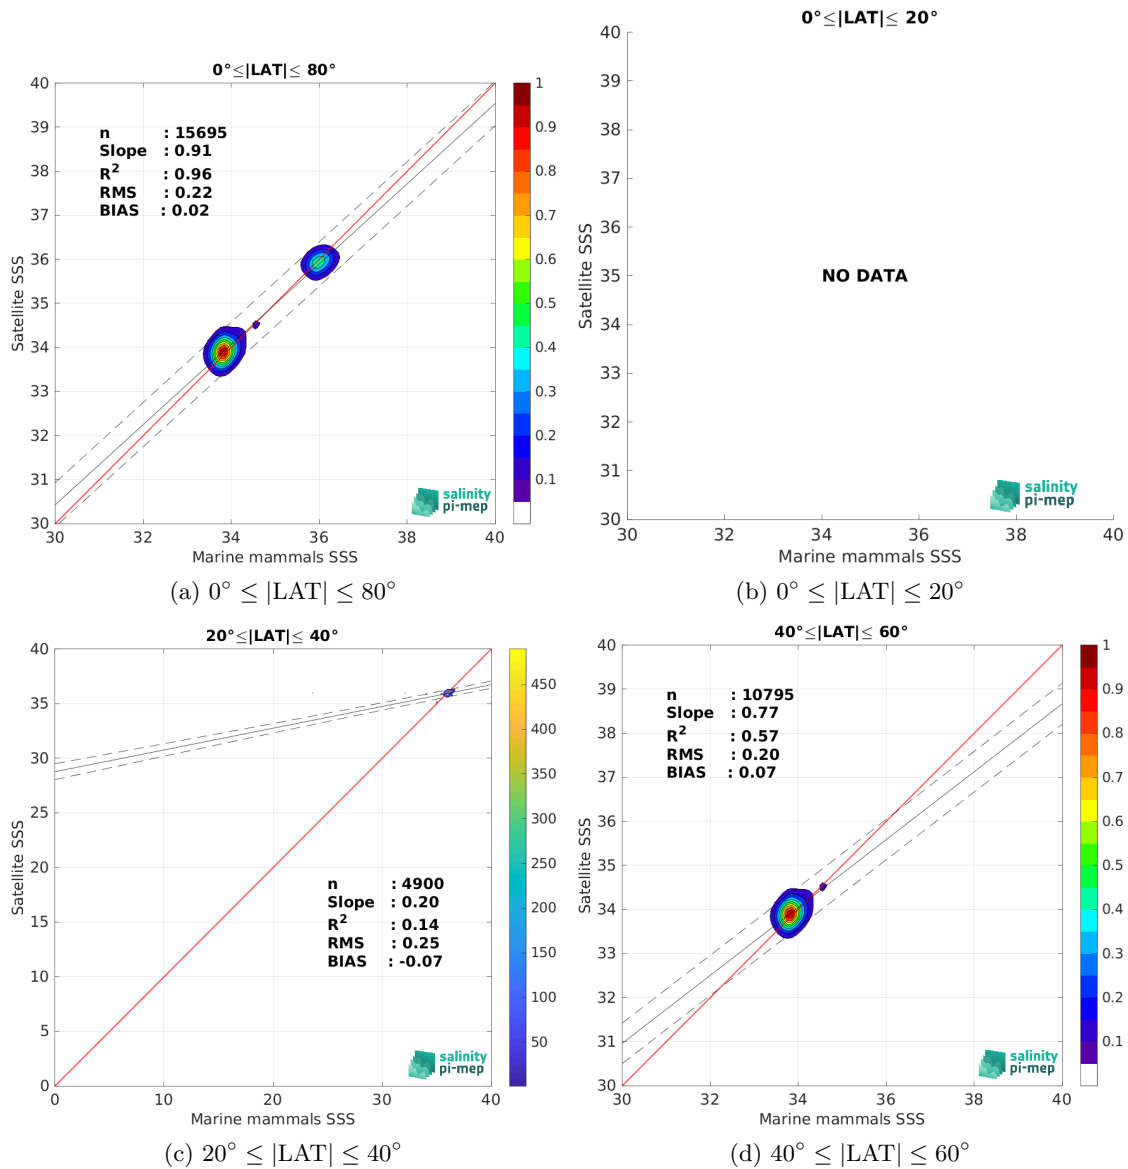 0°≤|LAT|≤ 80°
40
39
38
37
36
35
34
33
32
31
30
Satellite SSS
n : 15695
Slope : 0.91
R² : 0.96
RMS : 0.22
BIAS : 0.02
salinity
pi-mep
30 32 34 36 38 40
Marine mammals SSS
1
0.9
0.8
0.7
0.6
0.5
0.4
0.3
0.2
0.1
(a) 0° ≤ |LAT| ≤ 80°
0°≤|LAT|≤ 20°
40
39
38
37
36
35
34
33
32
31
30
Satellite SSS
NO DATA
salinity
pi-mep
30 32 34 36 38 40
Marine mammals SSS
(b) 0° ≤ |LAT| ≤ 20°
20°≤|LAT|≤ 40°
40
35
30
25
20
15
10
5
0
Satellite SSS
n : 4900
Slope : 0.20
R² : 0.14
RMS : 0.25
BIAS : -0.07
salinity
pi-mep
0 10 20 30 40
Marine mammals SSS
450
400
350
300
250
200
150
100
50
(c) 20° ≤ |LAT| ≤ 40°
40°≤|LAT|≤ 60°
40
39
38
37
36
35
34
33
32
31
30
Satellite SSS
n : 10795
Slope : 0.77
R² : 0.57
RMS : 0.20
BIAS : 0.07
salinity
pi-mep
30 32 34 36 38 40
Marine mammals SSS
1
0.9
0.8
0.7
0.6
0.5
0.4
0.3
0.2
0.1
(d) 40° ≤ |LAT| ≤ 60°